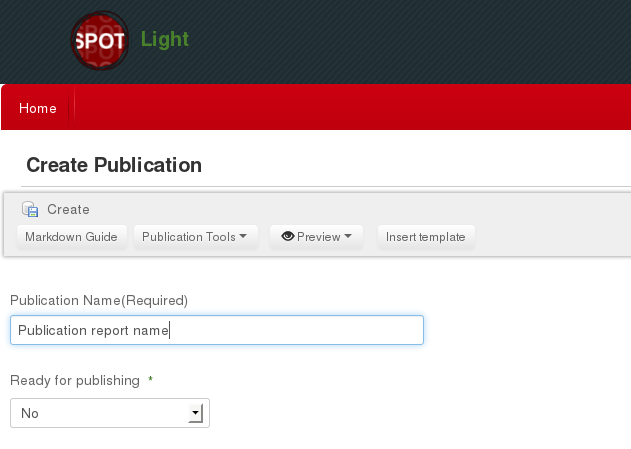 SPOT Light
Home
Create Publication
Create
Markdown Guide Publication Tools Preview Insert template
Publication Name(Required)
Publication report name
Ready for publishing *
No